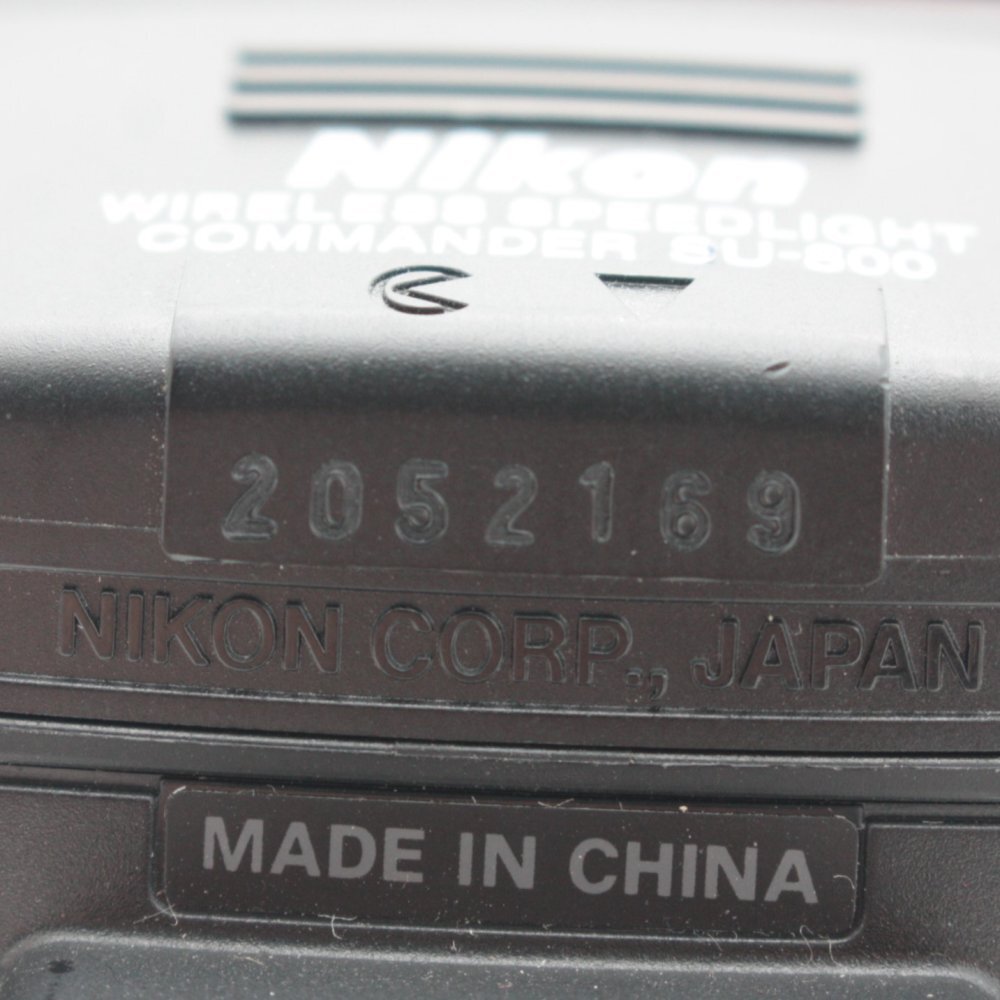 Nikon
WIRELESS SPEEDLIGHT
COMMANDER SU-800
2052169
NIKON CORP., JAPAN
MADE IN CHINA